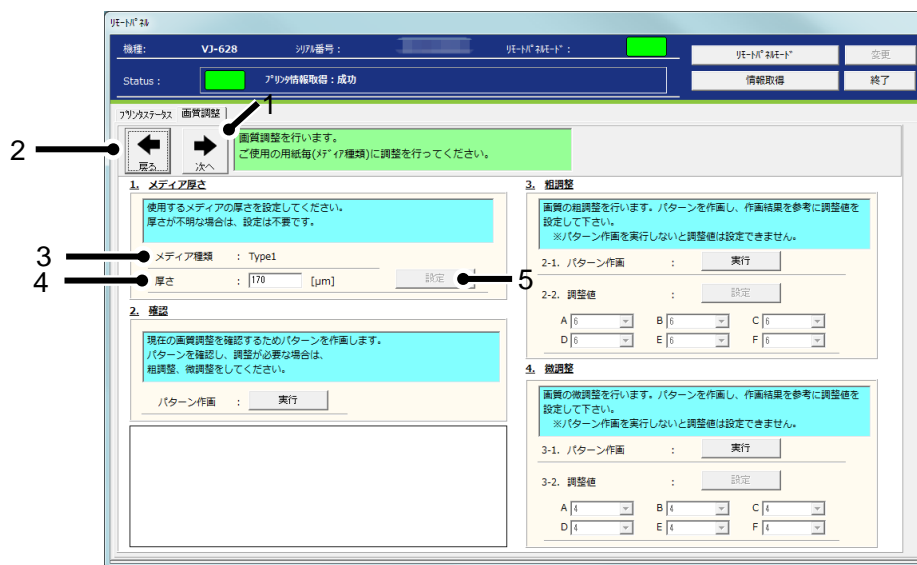 ﾘﾓｰﾄﾊﾟﾈﾙ
機種: VJ-628 ｼﾘｱﾙ番号： ﾘﾓｰﾄﾊﾟﾈﾙﾓｰﾄﾞ： ﾘﾓｰﾄﾊﾟﾈﾙﾓｰﾄﾞ 変更
Status : ﾌﾟﾘﾝﾀ情報取得：成功 情報取得 終了
ﾌﾟﾘﾝﾀｽﾃｰﾀｽ 画質調整
1
2
戻る 次へ
画質調整を行います。
ご使用の用紙毎(ﾒﾃﾞｨｱ種類)に調整を行ってください。
1. メディア厚さ
使用するメディアの厚さを設定してください。
厚さが不明な場合は、設定は不要です。
3 メディア種類 : Type1
4 厚さ : 170 [μm] 設定 5
2. 確認
現在の画質調整を確認するためパターンを作画します。
パターンを確認し、調整が必要な場合は、
粗調整、微調整をしてください。
パターン作画 : 実行
3. 粗調整
画質の粗調整を行います。パターンを作画し、作画結果を参考に調整値を
設定して下さい。
※パターン作画を実行しないと調整値は設定できません。
2-1. パターン作画 : 実行
2-2. 調整値 : 設定
A 6 B 6 C 6
D 6 E 6 F 6
4. 微調整
画質の微調整を行います。パターンを作画し、作画結果を参考に調整値を
設定して下さい。
※パターン作画を実行しないと調整値は設定できません。
3-1. パターン作画 : 実行
3-2. 調整値 : 設定
A 4 B 4 C 4
D 4 E 4 F 4